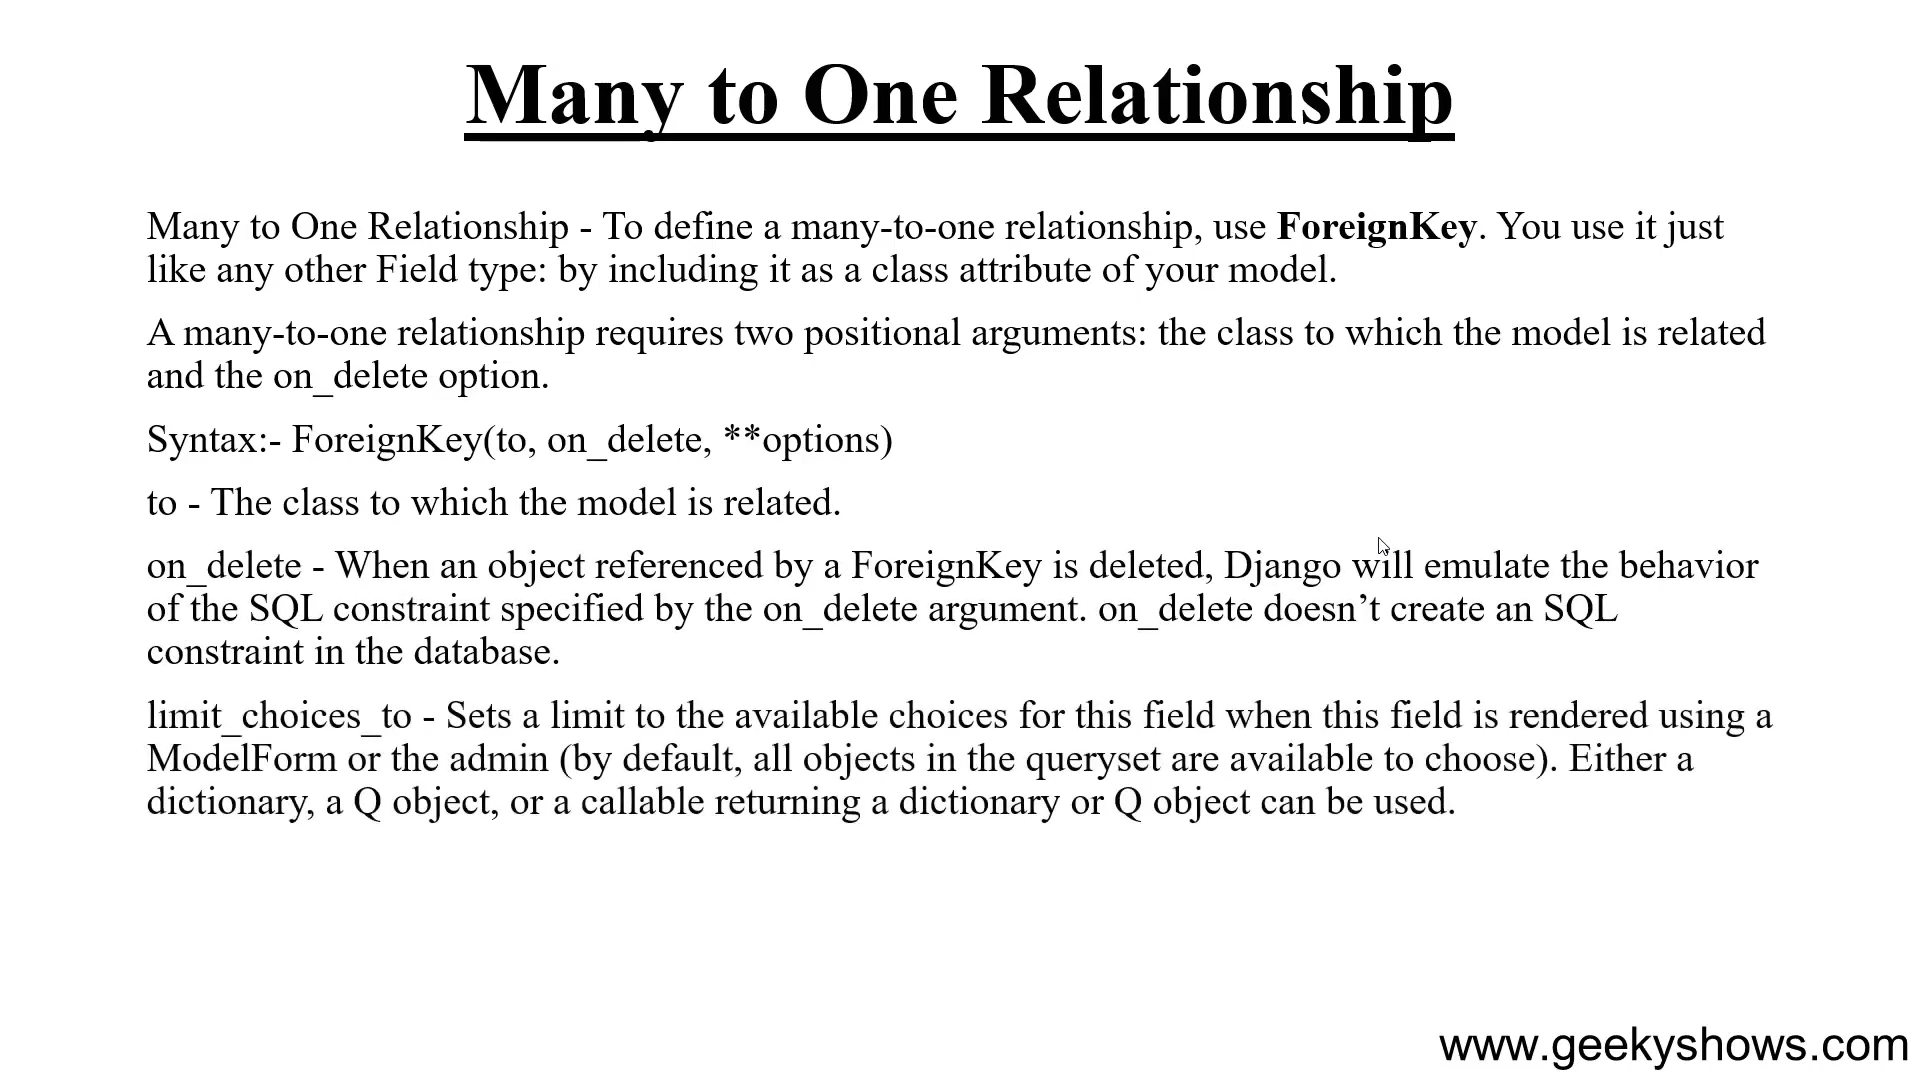 Many to One Relationship
Many to One Relationship - To define a many-to-one relationship, use ForeignKey. You use it just
like any other Field type: by including it as a class attribute of your model.
A many-to-one relationship requires two positional arguments: the class to which the model is related
and the on_delete option.
Syntax:- ForeignKey(to, on_delete, **options)
to - The class to which the model is related.
on_delete - When an object referenced by a ForeignKey is deleted, Django will emulate the behavior
of the SQL constraint specified by the on_delete argument. on_delete doesn’t create an SQL
constraint in the database.
limit_choices_to - Sets a limit to the available choices for this field when this field is rendered using a
ModelForm or the admin (by default, all objects in the queryset are available to choose). Either a
dictionary, a Q object, or a callable returning a dictionary or Q object can be used.
www.geekyshows.com